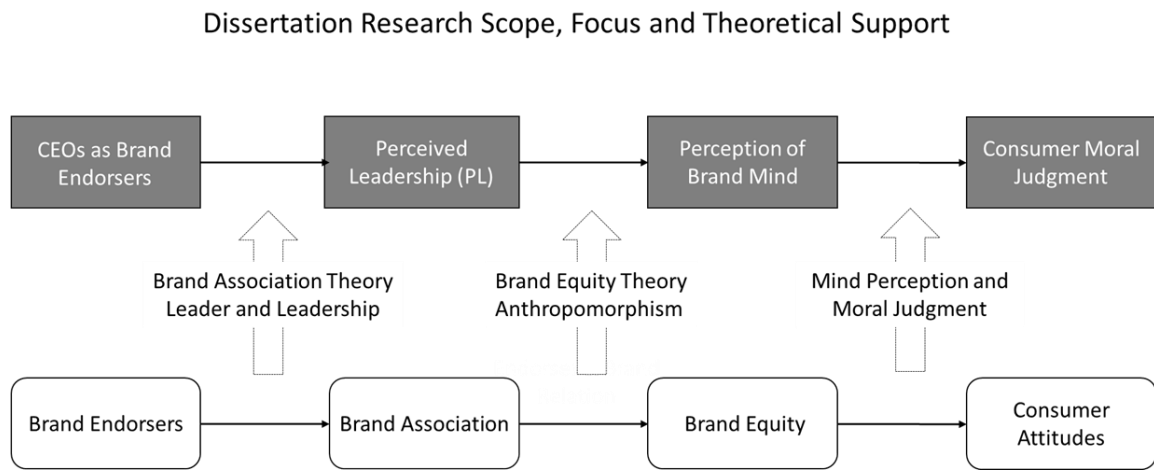 Dissertation Research Scope, Focus and Theoretical Support
CEOs as Brand
Endorsers
Perceived
Leadership (PL)
Perception of
Brand Mind
Consumer Moral
Judgment
Brand Association Theory
Leader and Leadership
Brand Equity Theory
Anthropomorphism
Mind Perception and
Moral Judgment
Brand Endorsers
Brand Association
Brand Equity
Consumer
Attitudes